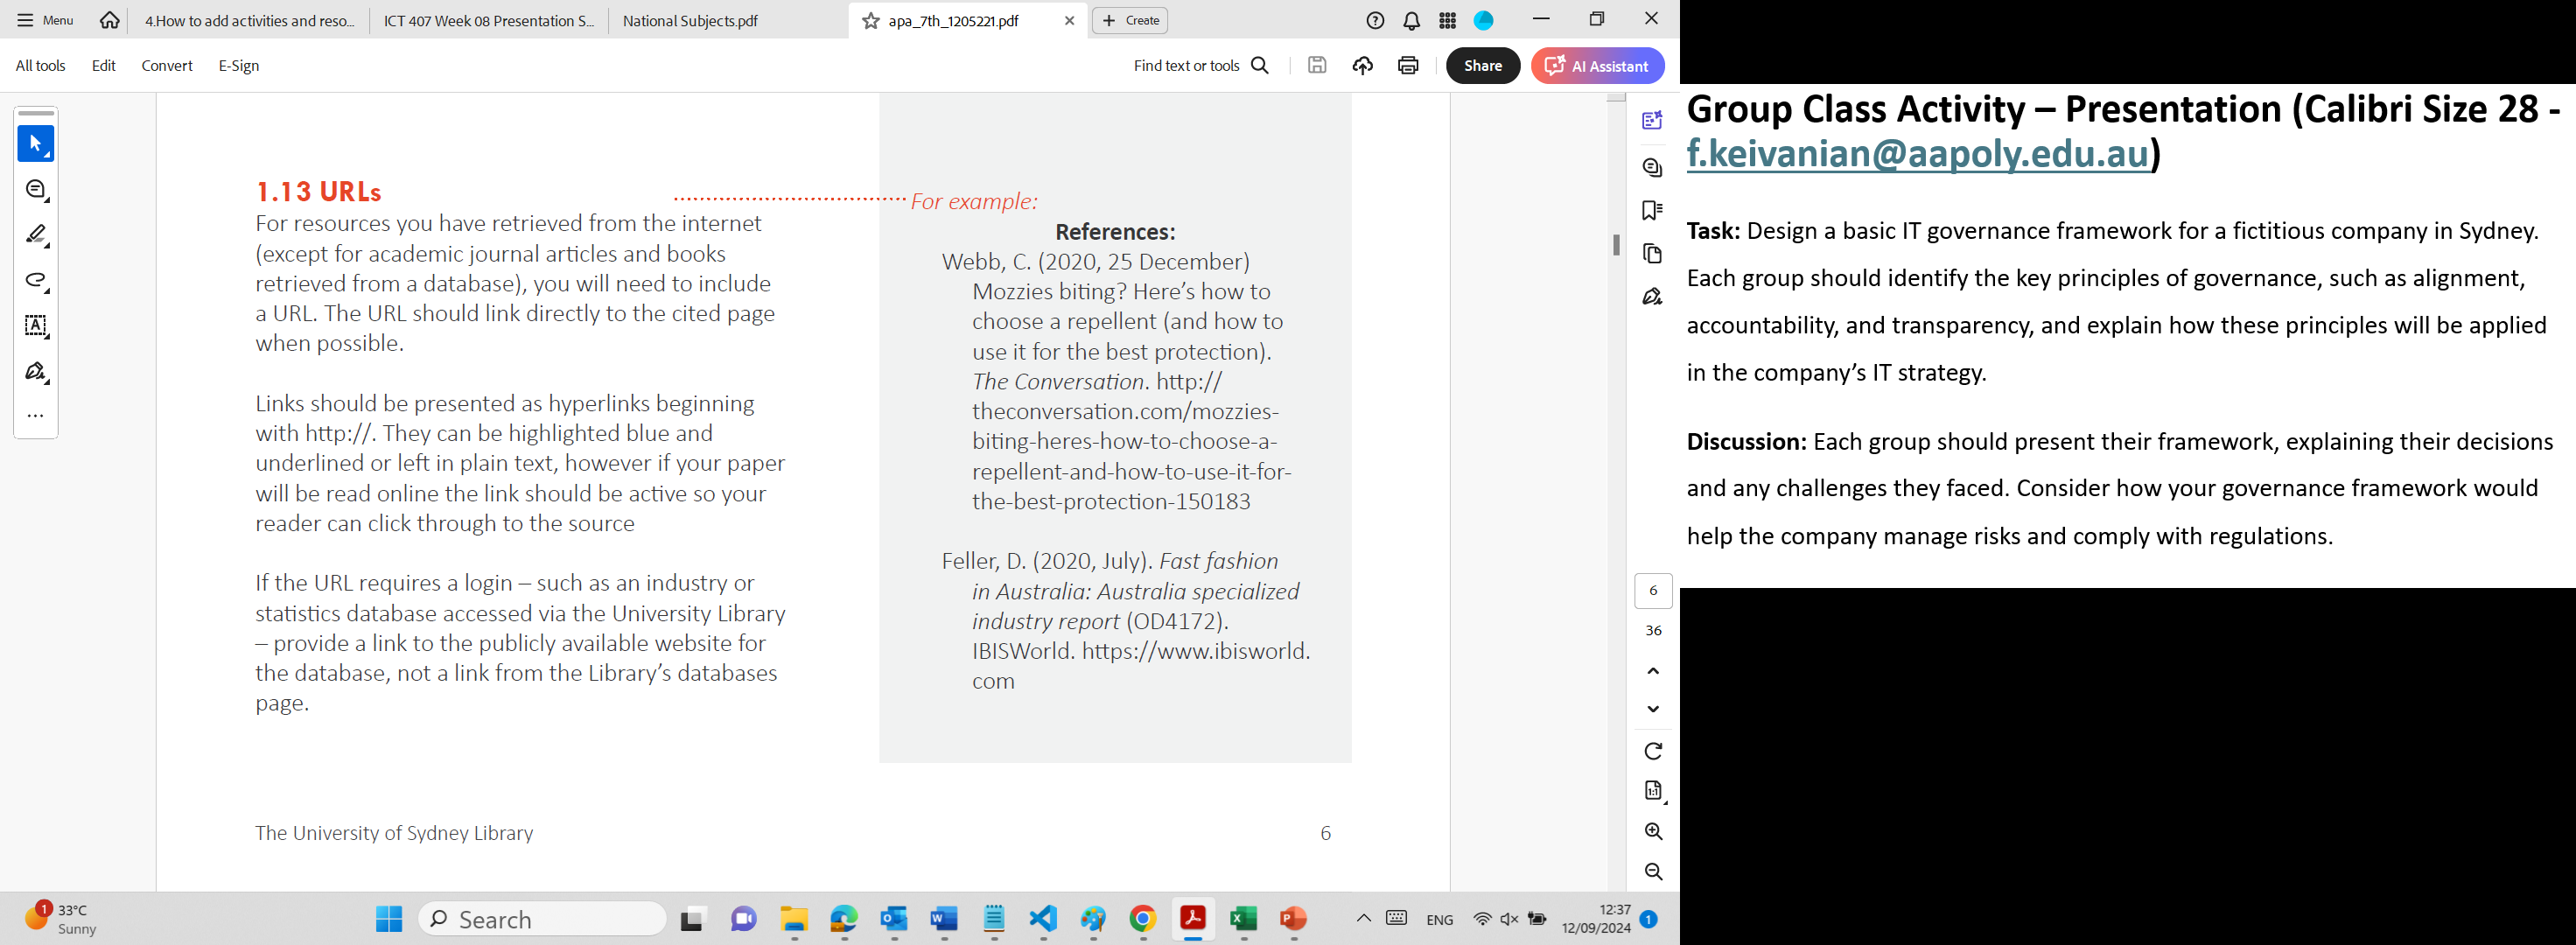 Menu
4.How to add activities and reso...
ICT 407 Week 08 Presentation S...
National Subjects.pdf
apa_7th_1205221.pdf
Create
All tools
Edit
Convert
E-Sign
Find text or tools
Share
AI Assistant
1.13 URLs
For resources you have retrieved from the internet
(except for academic journal articles and books
retrieved from a database), you will need to include
a URL. The URL should link directly to the cited page
when possible.
Links should be presented as hyperlinks beginning
with http://. They can be highlighted blue and
underlined or left in plain text, however if your paper
will be read online the link should be active so your
reader can click through to the source
If the URL requires a login – such as an industry or
statistics database accessed via the University Library
– provide a link to the publicly available website for
the database, not a link from the Library’s databases
page.
For example:
References:
Webb, C. (2020, 25 December)
Mozzies biting? Here’s how to
choose a repellent (and how to
use it for the best protection).
The Conversation. http://
theconversation.com/mozzies-
biting-heres-how-to-choose-a-
repellent-and-how-to-use-it-for-
the-best-protection-150183
Feller, D. (2020, July). Fast fashion
in Australia: Australia specialized
industry report (OD4172).
IBISWorld. https://www.ibisworld.
com
The University of Sydney Library
6
6
36
1
33°C
Sunny
Search
ENG
12:37
12/09/2024
1
Group Class Activity – Presentation (Calibri Size 28 -
f.keivanian@aapoly.edu.au)
Task: Design a basic IT governance framework for a fictitious company in Sydney.
Each group should identify the key principles of governance, such as alignment,
accountability, and transparency, and explain how these principles will be applied
in the company’s IT strategy.
Discussion: Each group should present their framework, explaining their decisions
and any challenges they faced. Consider how your governance framework would
help the company manage risks and comply with regulations.